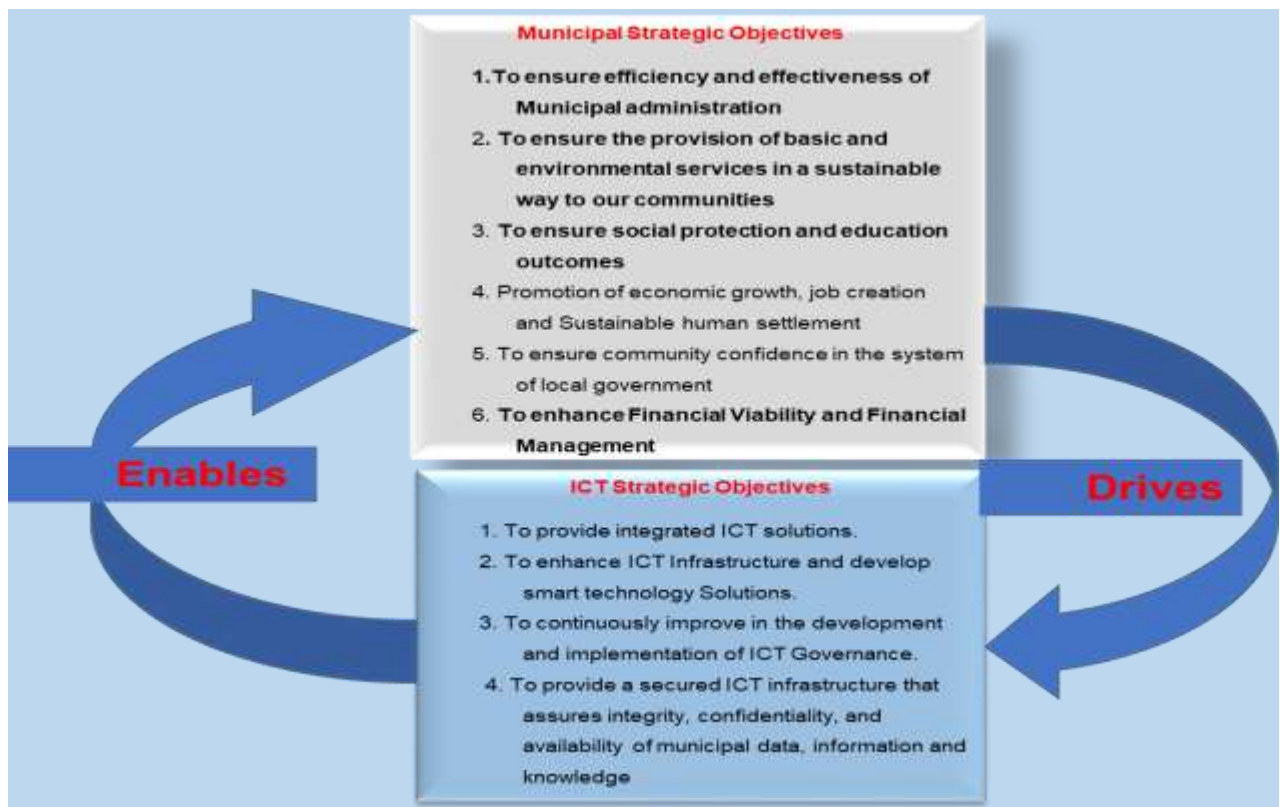 Municipal Strategic Objectives
1.To ensure efficiency and effectiveness of
Municipal administration
2. To ensure the provision of basic and
environmental services in a sustainable
way to our communities
3. To ensure social protection and education
outcomes
4. Promotion of economic growth, job creation
and Sustainable human settlement
5. To ensure community confidence in the system
of local government
6. To enhance Financial Viability and Financial
Management
Enables
Drives
ICT Strategic Objectives
1. To provide integrated ICT solutions.
2. To enhance ICT Infrastructure and develop
smart technology Solutions.
3. To continuously improve in the development
and implementation of ICT Governance.
4. To provide a secured ICT infrastructure that
assures integrity, confidentiality, and
availability of municipal data, information and
knowledge